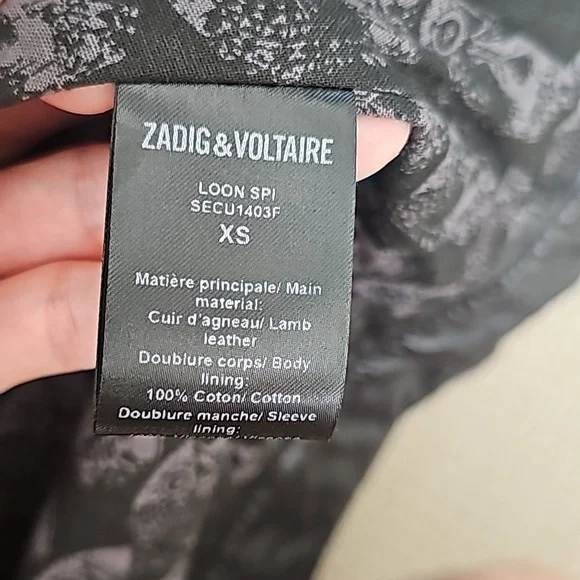 ZADIG&VOLTAIRE
LOON SPI
SECU1403F
XS
Matière principale/ Main
material:
Cuir d'agneau/ Lamb
leather
Doublure corps/ Body
lining:
100% Coton/ Cotton
Doublure manche/ Sleeve
lining: